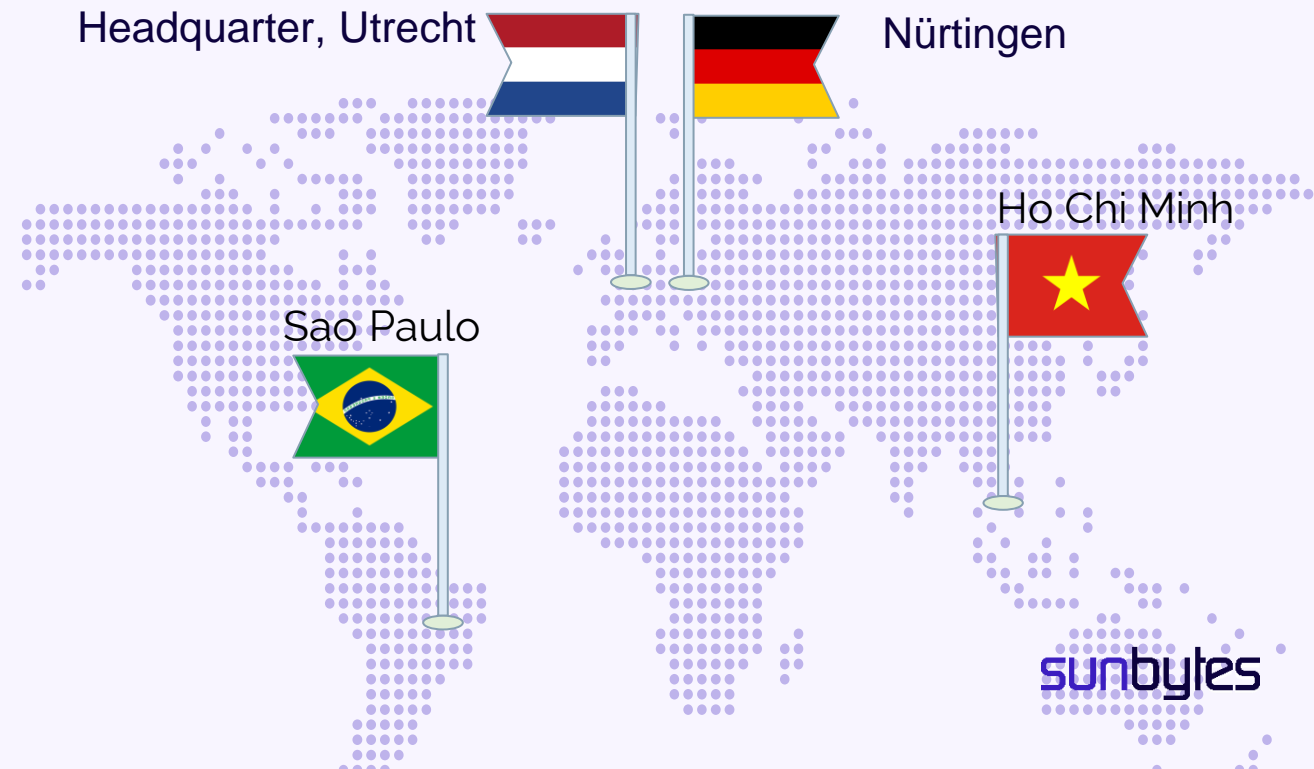 Headquarter, Utrecht
Nürtingen
Ho Chi Minh
Sao Paulo
sunbytes